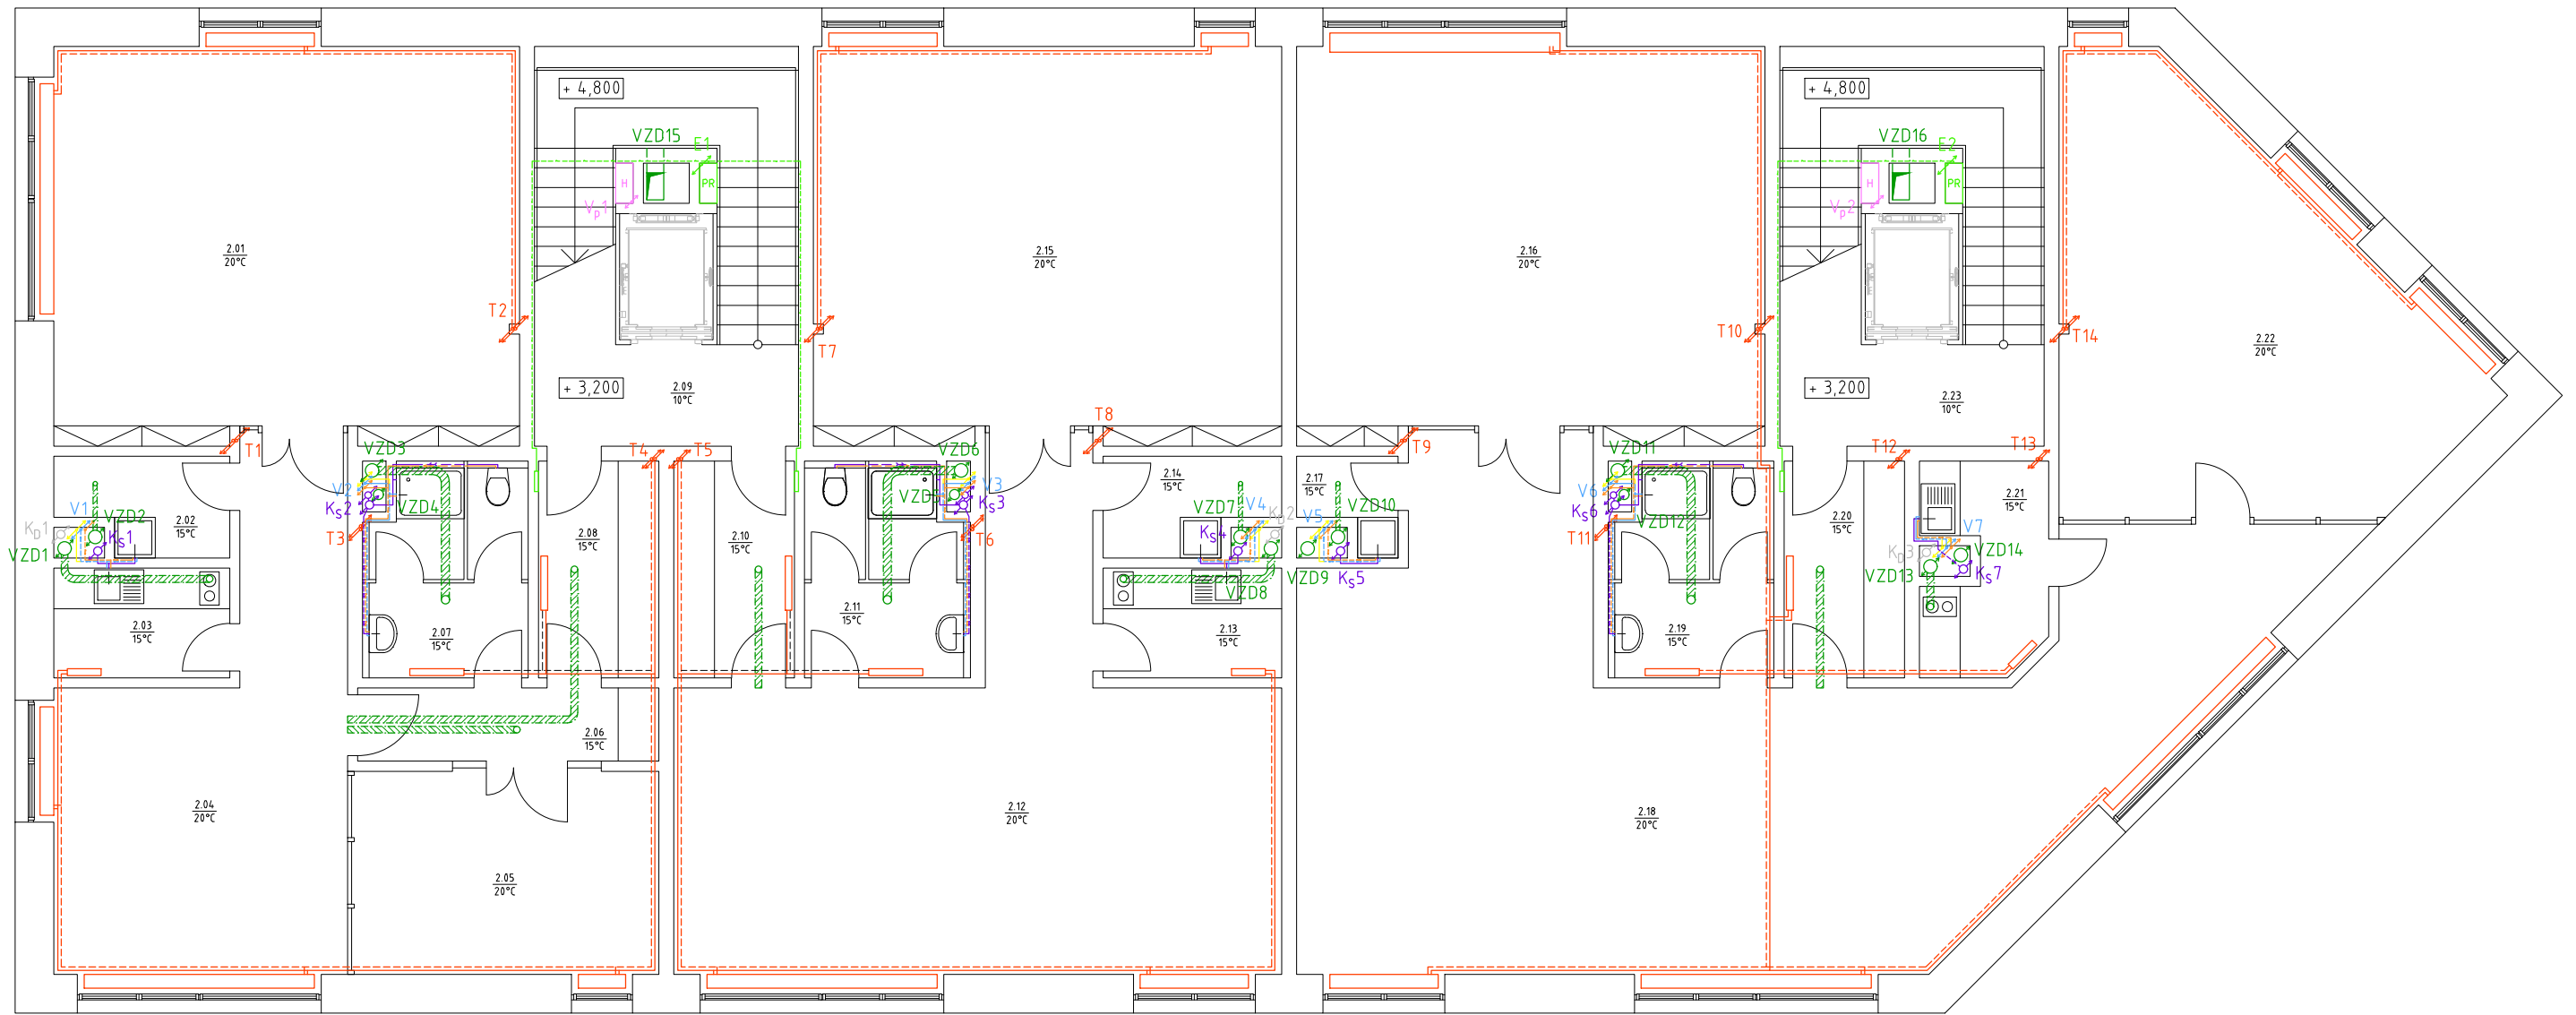 + 4,800
VZD15
E1
H
PR
Vp1
+ 4,800
VZD16
E2
H
PR
Vp2
2.01
20°C
2.15
20°C
2.16
20°C
T2
T7
T10
T14
2.22
20°C
+ 3,200
2.09
10°C
+ 3,200
2.23
10°C
T1
VZD3
T4
T5
VZD6
T8
T9
VZD11
T12
T13
V2
KS2
VZD4
T3
V3
KS3
T6
2.14
15°C
2.17
15°C
V6
KS6
VZD12
T11
2.21
15°C
2.20
15°C
V7
KD1
V1
VZD2
KS1
VZD1
2.02
15°C
2.08
15°C
2.10
15°C
VZD7
V4
KD2
V5
VZD10
KS4
VZD9
KS5
VZD8
KD3
VZD14
VZD13
KS7
2.03
15°C
2.07
15°C
2.11
15°C
2.13
15°C
2.19
15°C
2.06
15°C
2.04
20°C
2.12
20°C
2.18
20°C
2.05
20°C